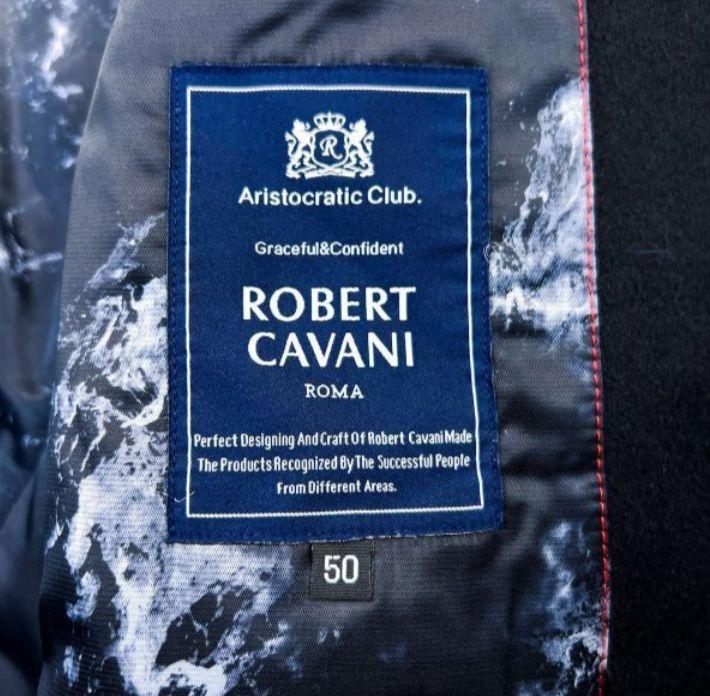 R
Aristocratic Club.
Graceful&Confident
ROBERT
CAVANI
ROMA
Perfect Designing And Craft Of Robert Cavani Made
The Products Recognized By The Successful People
From Different Areas.
50